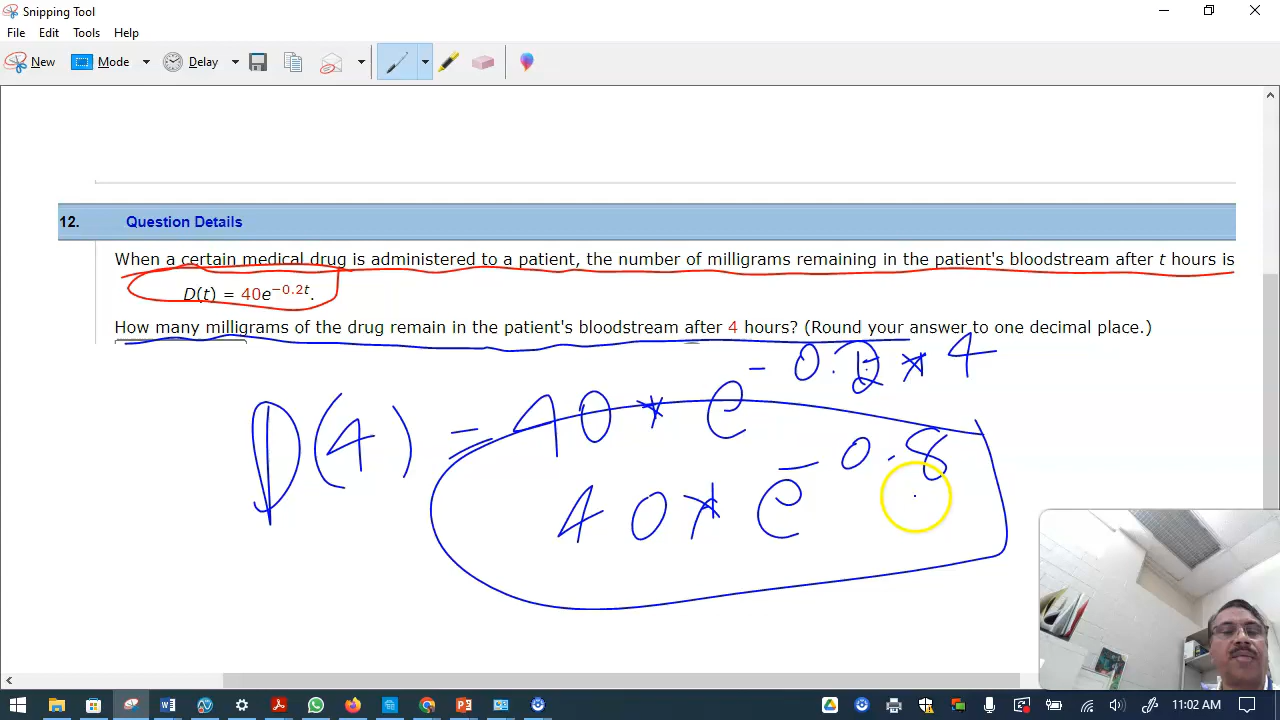 Snipping Tool
File Edit Tools Help
New Mode Delay
12. Question Details
When a certain medical drug is administered to a patient, the number of milligrams remaining in the patient's bloodstream after t hours is
D(t) = 40e^−0.2t.
How many milligrams of the drug remain in the patient's bloodstream after 4 hours? (Round your answer to one decimal place.)
D(4) = 40 * e^-0.2*4
40 * e^-0.8
11:02 AM